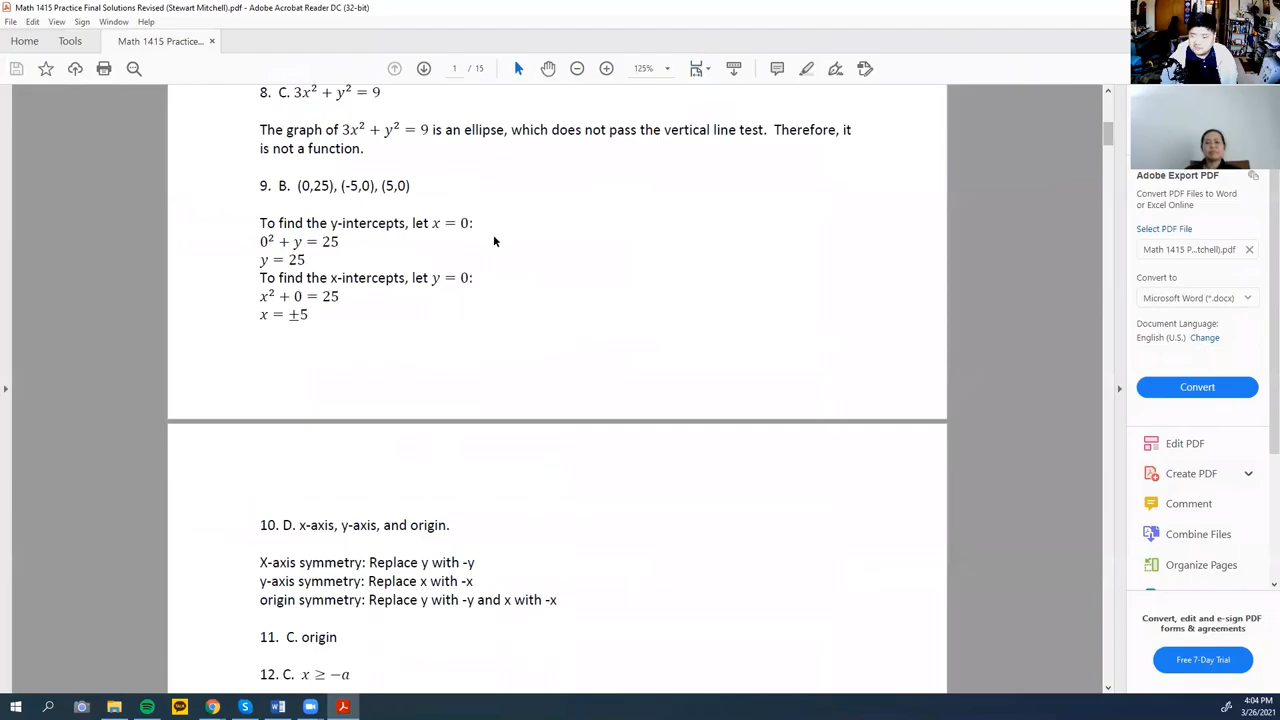 Math 1415 Practice Final Solutions Revised (Stewart Mitchell).pdf - Adobe Acrobat Reader DC (32-bit)
File Edit View Sign Window Help
Home Tools Math 1415 Practice... ×
1 / 15 125%
8. C. 3x² + y² = 9
The graph of 3x² + y² = 9 is an ellipse, which does not pass the vertical line test. Therefore, it
is not a function.
9. B. (0,25), (-5,0), (5,0)
To find the y-intercepts, let x = 0:
0² + y = 25
y = 25
To find the x-intercepts, let y = 0:
x² + 0 = 25
x = ±5
10. D. x-axis, y-axis, and origin.
X-axis symmetry: Replace y with -y
y-axis symmetry: Replace x with -x
origin symmetry: Replace y with -y and x with -x
11. C. origin
12. C. x ≥ −a
Adobe Export PDF
Convert PDF Files to Word
or Excel Online
Select PDF File
Math 1415 P...tchell).pdf
Convert to
Microsoft Word (*.docx)
Document Language:
English (U.S.) Change
Convert
Edit PDF
Create PDF
Comment
Combine Files
Organize Pages
Convert, edit and e-sign PDF
forms & agreements
Free 7-Day Trial
4:04 PM
3/26/2021